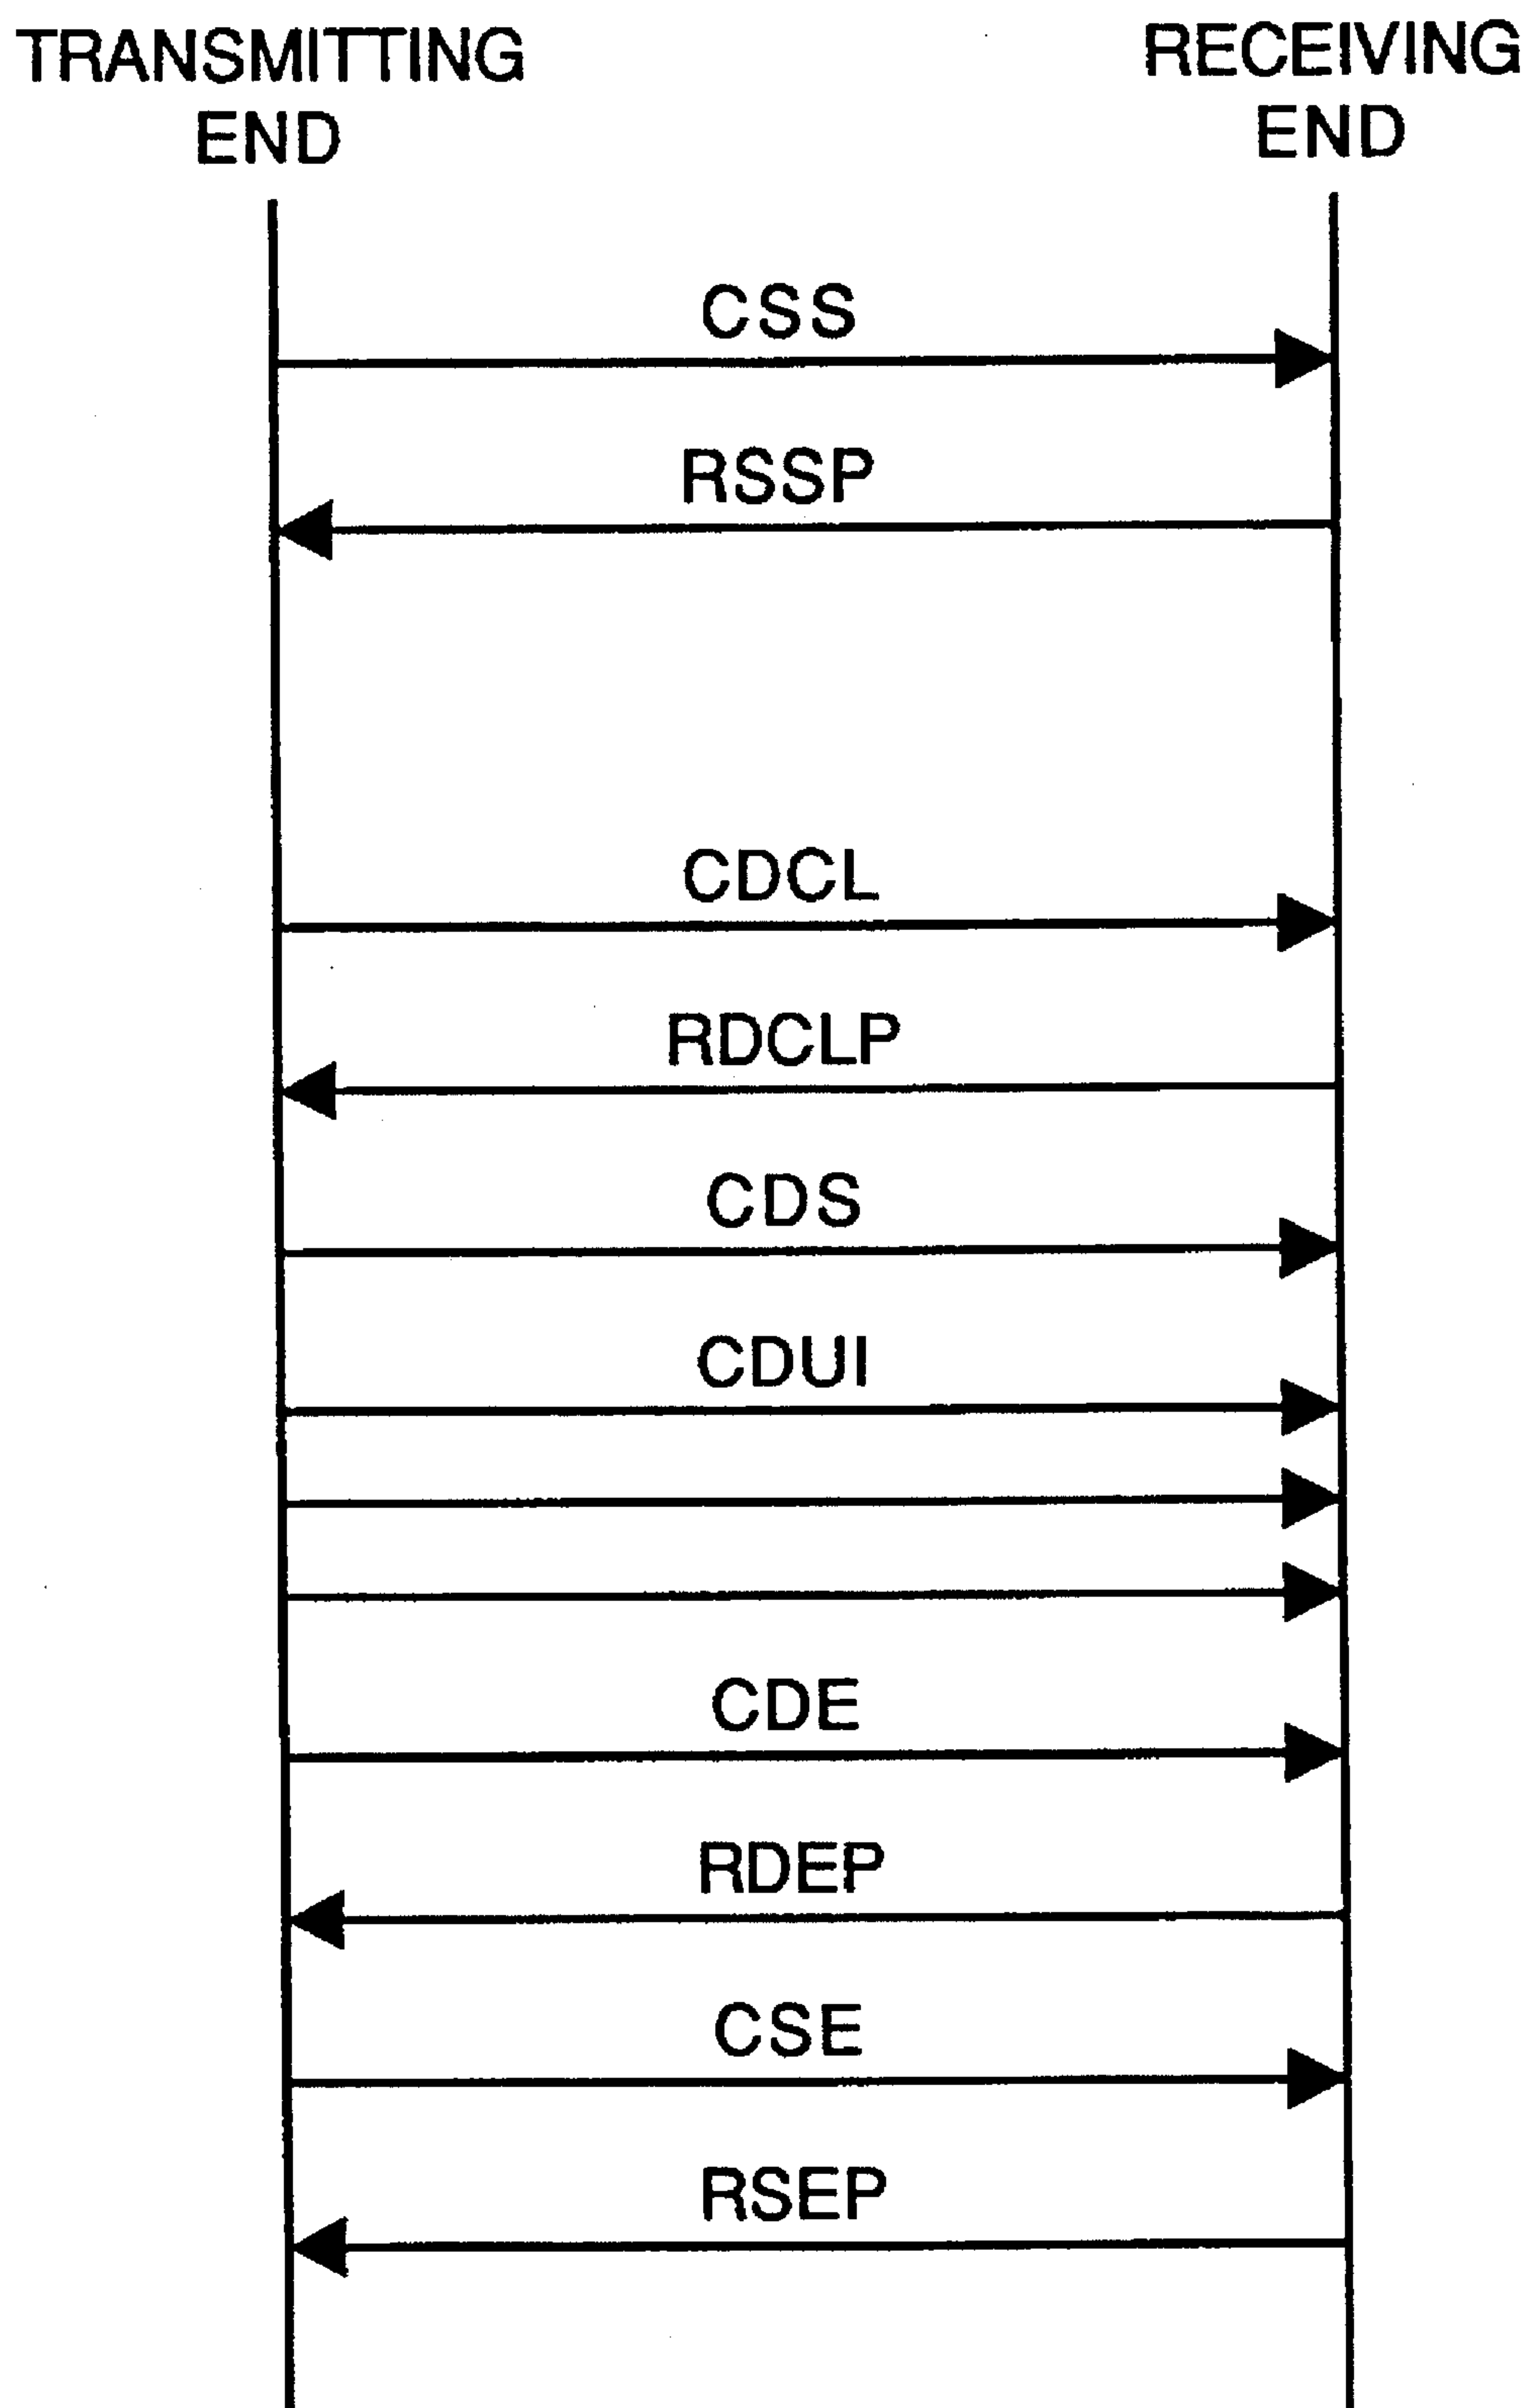 TRANSMITTING
END
RECEIVING
END
CSS
RSSP
CDCL
RDCLP
CDS
CDUI
CDE
RDEP
CSE
RSEP